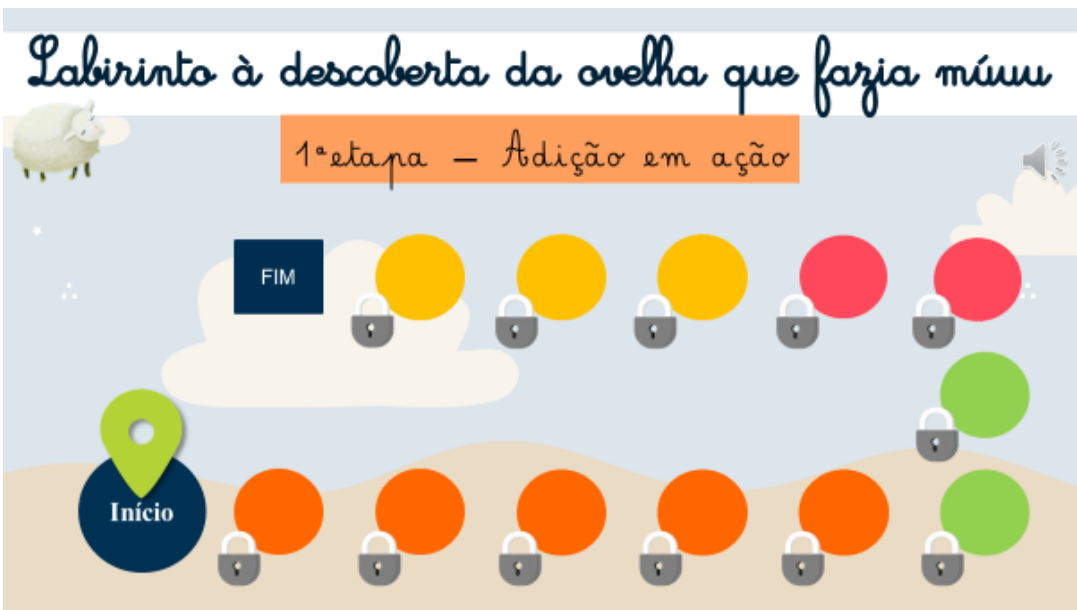 Labirinto à descoberta da ovelha que fazia múuu
1ªetapa – Adição em ação
FIM
Início